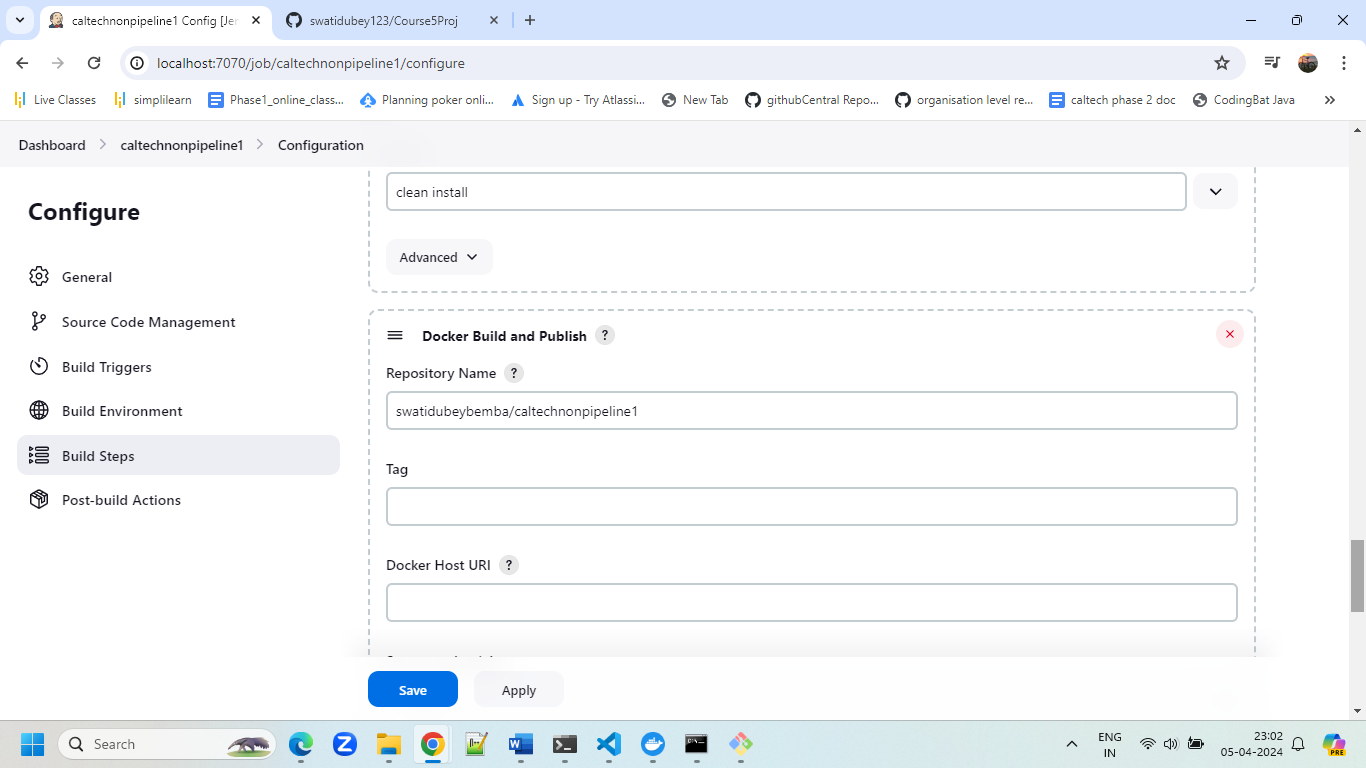 caltechnonpipeline1 Config [Jer
swatidubey123/Course5Proj
localhost:7070/job/caltechnonpipeline1/configure
Live Classes
simplilearn
Phase1_online_class...
Planning poker onli...
Sign up - Try Atlassi...
New Tab
githubCentral Repo...
organisation level re...
caltech phase 2 doc
CodingBat Java
Dashboard
caltechnonpipeline1
Configuration
Configure
General
Source Code Management
Build Triggers
Build Environment
Build Steps
Post-build Actions
clean install
Advanced
Docker Build and Publish ?
Repository Name ?
swatidubeybemba/caltechnonpipeline1
Tag
Docker Host URI ?
Save
Apply
Search
ENG
IN
23:02
05-04-2024
PRE